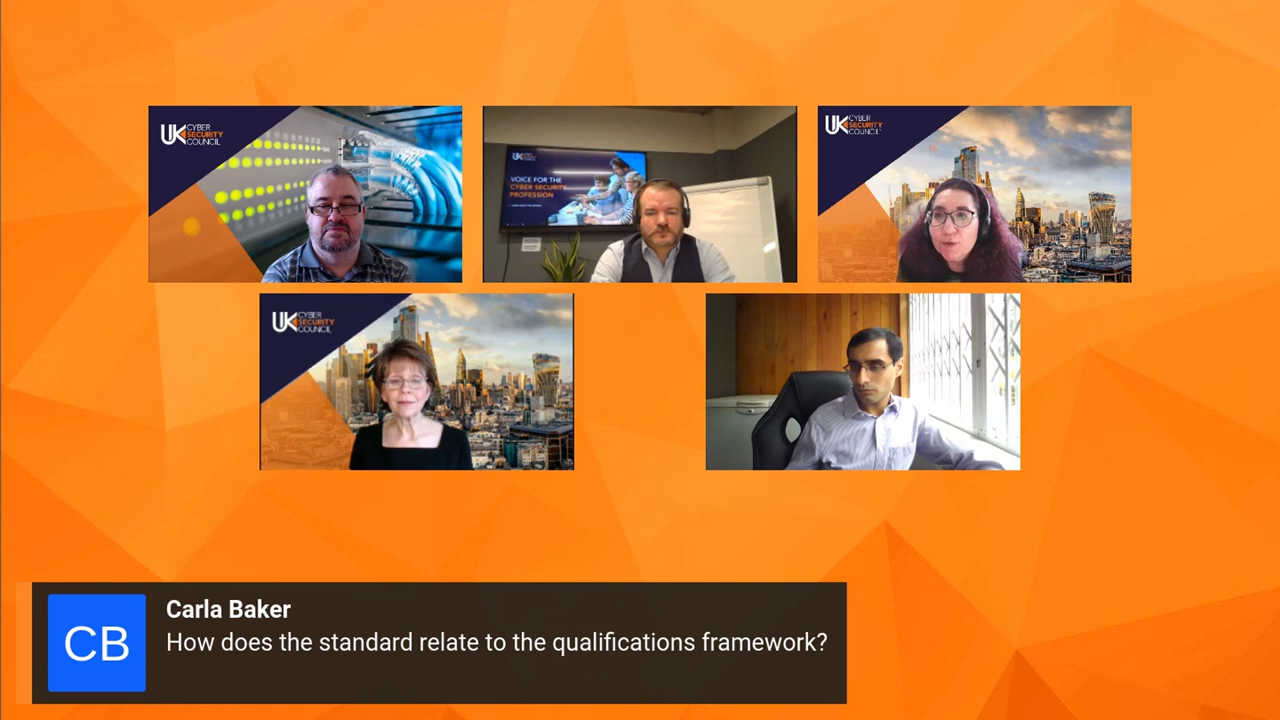 UK CYBER
SECURITY
COUNCIL
UK
VOICE FOR THE
CYBER SECURITY
PROFESSION
UK CYBER
SECURITY
COUNCIL
UK CYBER
SECURITY
COUNCIL
CB
Carla Baker
How does the standard relate to the qualifications framework?